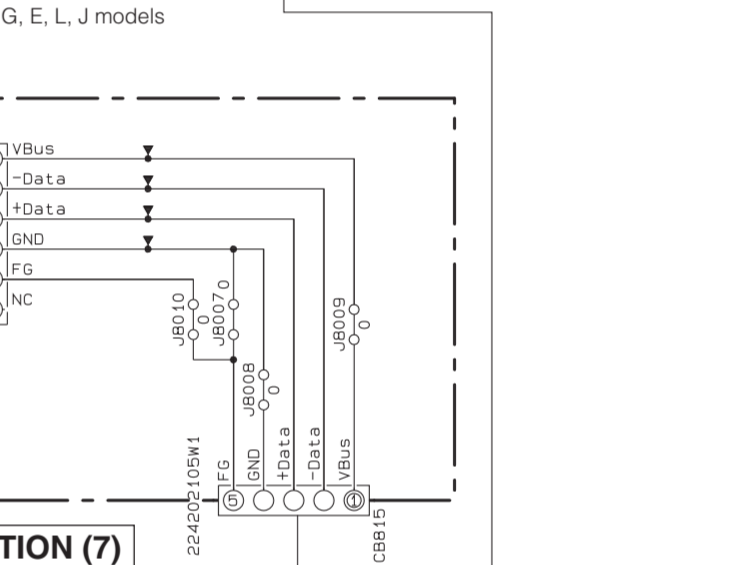 G, E, L, J models
VBus
-Data
+Data
GND
FG
NC
JB010
0
JB007
0
JB009
0
JB008
0
224202105W1
FG
GND
+Data
-Data
VBus
5
1
CB815
TION (7)